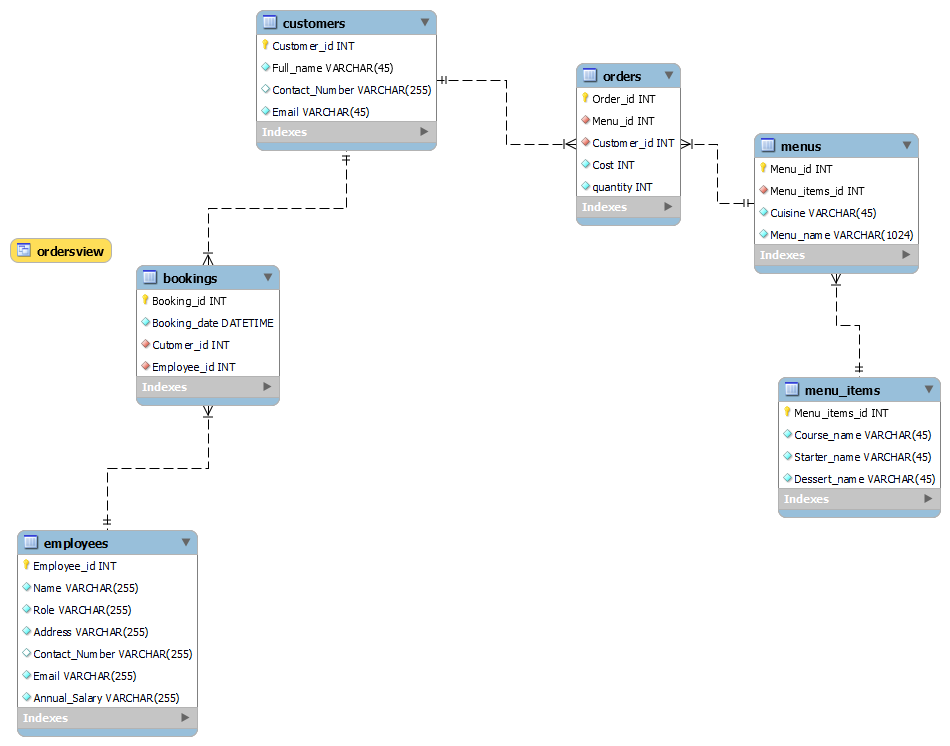 customers
Customer_id INT
Full_name VARCHAR(45)
Contact_Number VARCHAR(255)
Email VARCHAR(45)
Indexes
orders
Order_id INT
Menu_id INT
Customer_id INT
Cost INT
quantity INT
Indexes
menus
Menu_id INT
Menu_items_id INT
Cuisine VARCHAR(45)
Menu_name VARCHAR(1024)
Indexes
ordersview
bookings
Booking_id INT
Booking_date DATETIME
Cutomer_id INT
Employee_id INT
Indexes
menu_items
Menu_items_id INT
Course_name VARCHAR(45)
Starter_name VARCHAR(45)
Dessert_name VARCHAR(45)
Indexes
employees
Employee_id INT
Name VARCHAR(255)
Role VARCHAR(255)
Address VARCHAR(255)
Contact_Number VARCHAR(255)
Email VARCHAR(255)
Annual_Salary VARCHAR(255)
Indexes